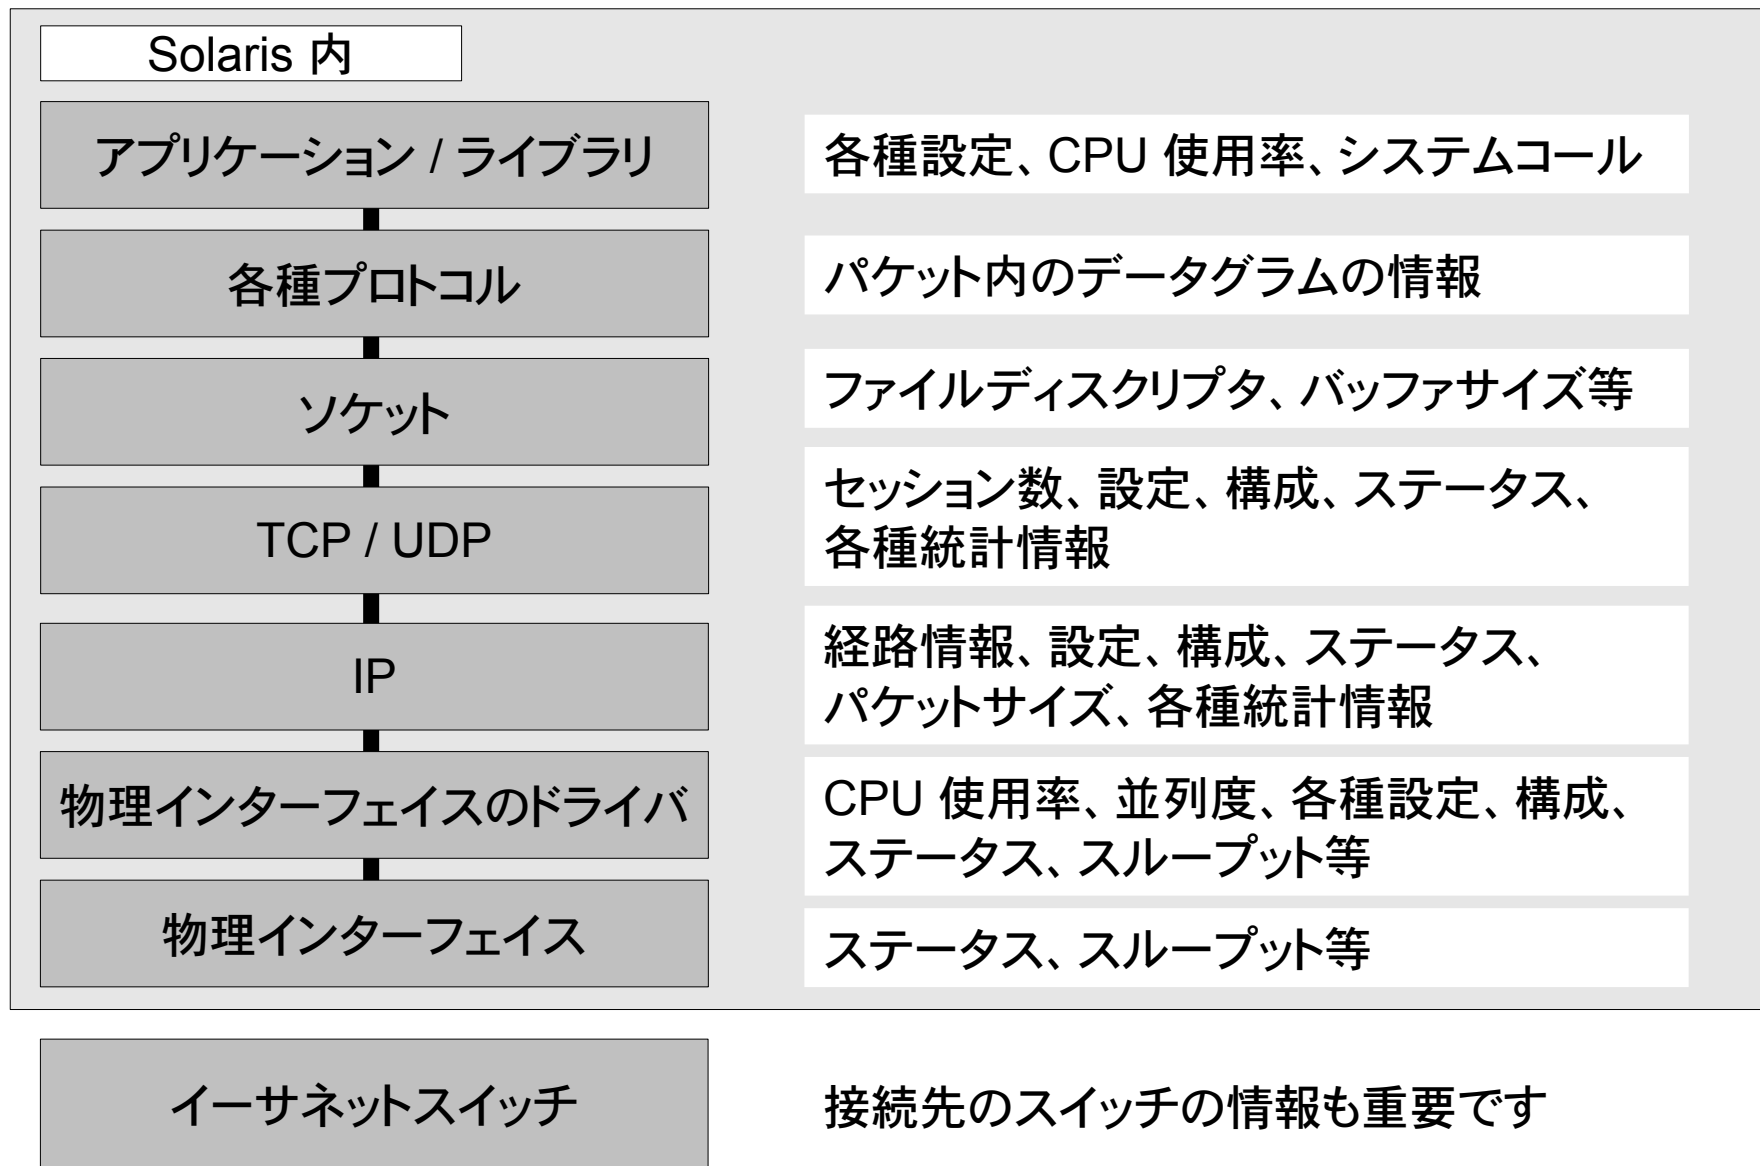 Solaris 内
アプリケーション / ライブラリ
各種設定、CPU 使用率、システムコール
各種プロトコル
パケット内のデータグラムの情報
ソケット
ファイルディスクリプタ、バッファサイズ等
TCP / UDP
セッション数、設定、構成、ステータス、
各種統計情報
IP
経路情報、設定、構成、ステータス、
パケットサイズ、各種統計情報
物理インターフェイスのドライバ
CPU 使用率、並列度、各種設定、構成、
ステータス、スループット等
物理インターフェイス
ステータス、スループット等
イーサネットスイッチ
接続先のスイッチの情報も重要です